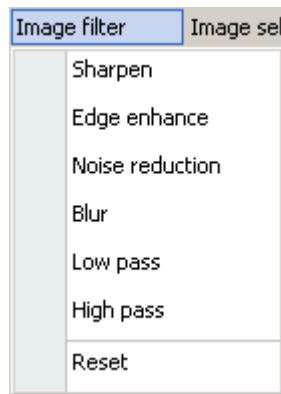 Image filter Image sel
Sharpen
Edge enhance
Noise reduction
Blur
Low pass
High pass
Reset